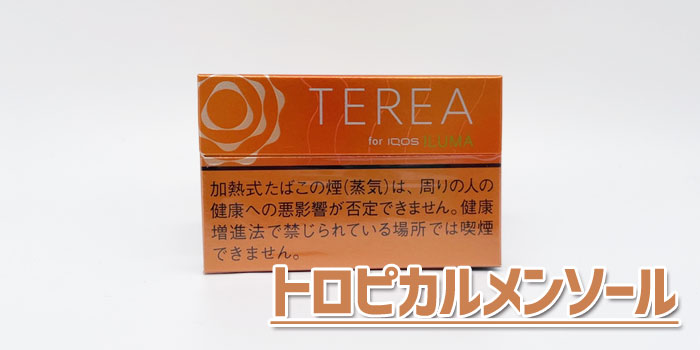 TEREA
for IQOS ILUMA
加熱式たばこの煙(蒸気)は、周りの人の
健康への悪影響が否定できません。健康
増進法で禁じられている場所では喫煙
できません。
トロピカルメンソール